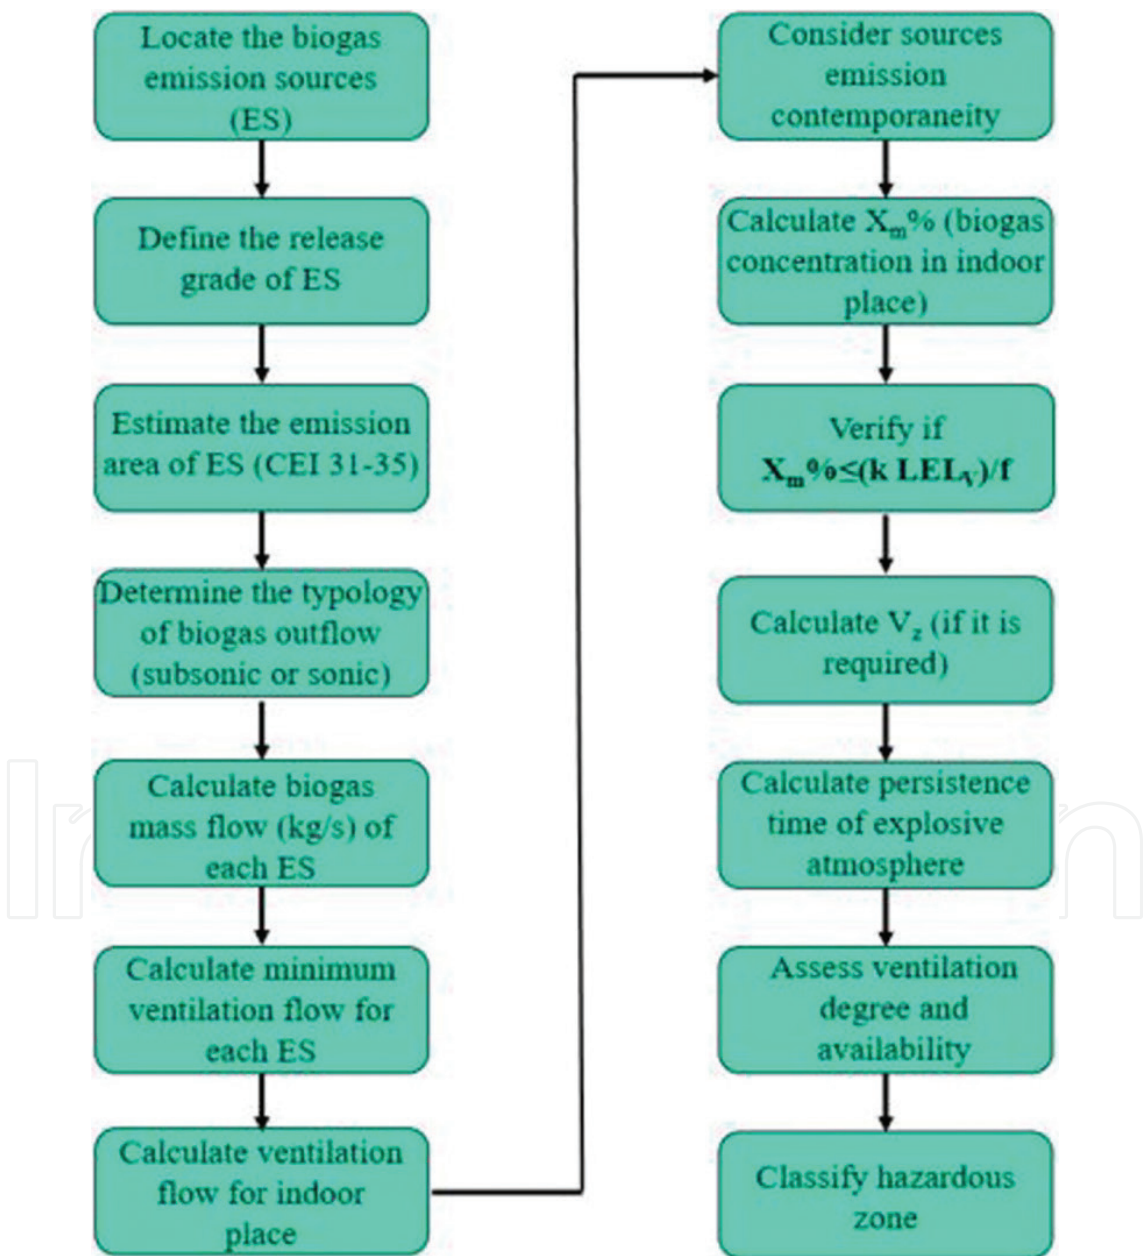 Locate the biogas
emission sources
(ES)
Define the release
grade of ES
Estimate the emission
area of ES (CEI 31-35)
Determine the typology
of biogas outflow
(subsonic or sonic)
Calculate biogas
mass flow (kg/s) of
each ES
Calculate minimum
ventilation flow for
each ES
Calculate ventilation
flow for indoor
place
Consider sources
emission
contemporaneity
Calculate Xm% (biogas
concentration in indoor
place)
Verify if
Xm%≤(k LELV)/f
Calculate Vz (if it is
required)
Calculate persistence
time of explosive
atmosphere
Assess ventilation
degree and
availability
Classify hazardous
zone